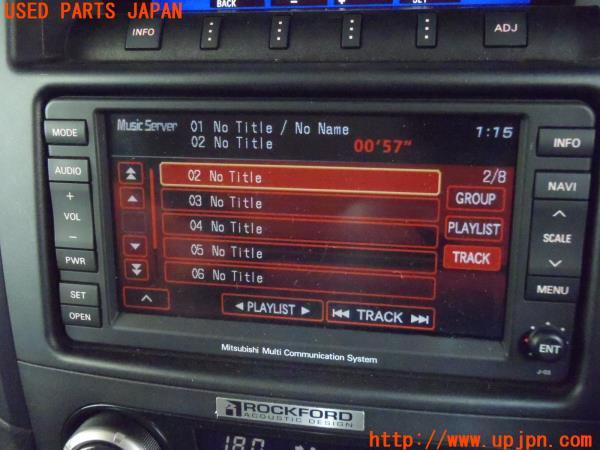 USED PARTS JAPAN
BACK - + SET
INFO ADJ
MODE
AUDIO
+
VOL
−
PWR
SET
OPEN
Music Server
01 No Title / No Name
02 No Title
00'57"
1:15
02 No Title
03 No Title
04 No Title
05 No Title
06 No Title
2/8
GROUP
PLAYLIST
TRACK
◀ PLAYLIST ▶
⏮ TRACK ⏭
INFO
NAVI
SCALE
MENU
ENT
J-03
Mitsubishi Multi Communication System
ROCKFORD
ACOUSTIC DESIGN
18.0
http://www.upjpn.com/